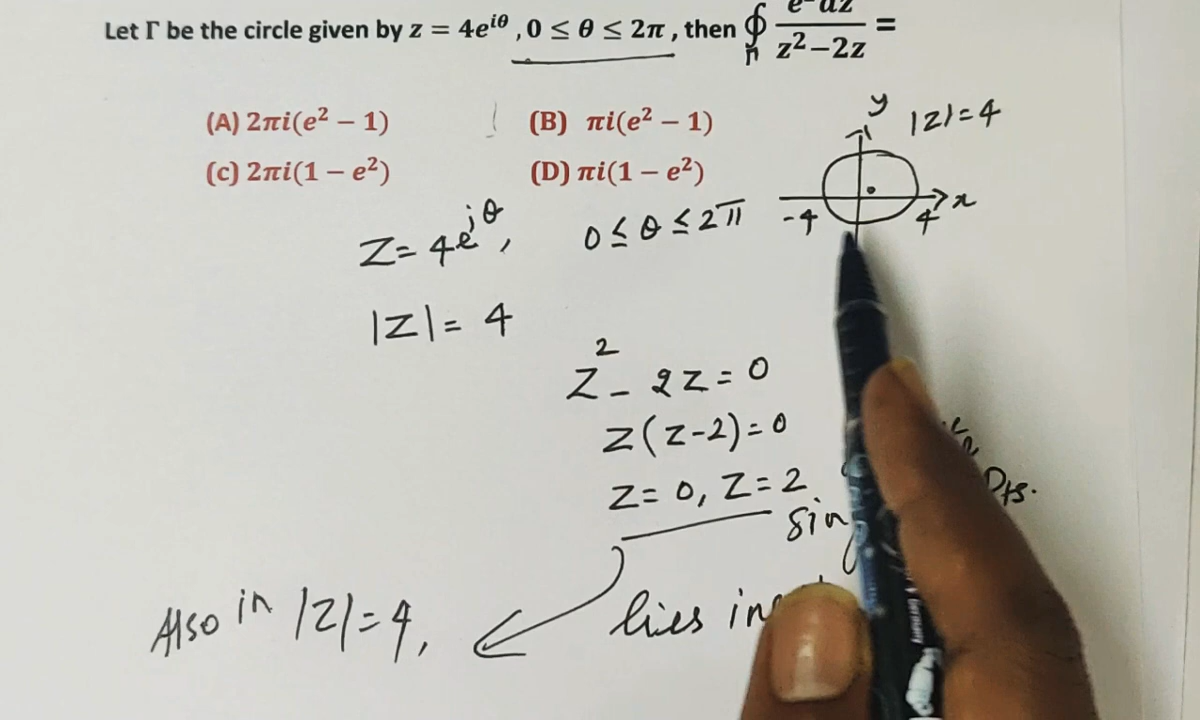 Let Γ be the circle given by z = 4e^{iθ} , 0 ≤ θ ≤ 2π , then ∮_Γ e^z dz / z² − 2z =
(A) 2πi(e² − 1)
(B) πi(e² − 1)
(C) 2πi(1 − e²)
(D) πi(1 − e²)
y
|z|=4
-4
4
x
Z= 4e^{iθ}, 0 ≤ θ ≤ 2π
|Z| = 4
Z² - 2Z = 0
Z(Z-2)=0
Z= 0, Z= 2
Pts.
Also in |Z|=4,
lies